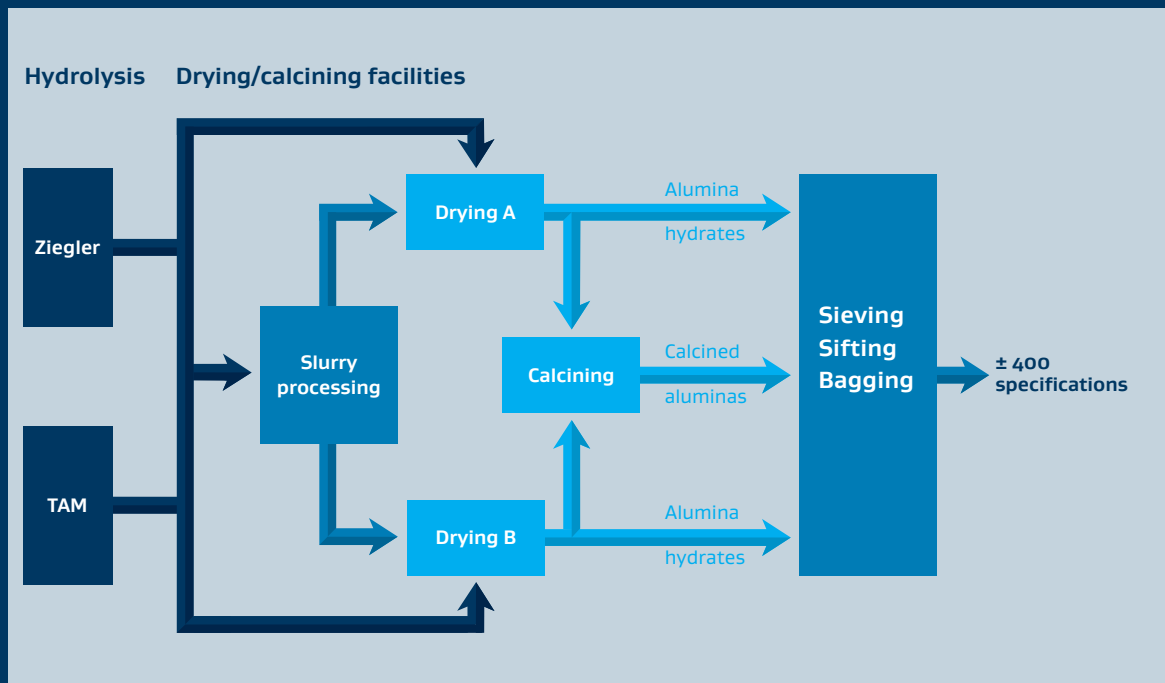 Hydrolysis
Drying/calcining facilities
Ziegler
TAM
Slurry
processing
Drying A
Drying B
Calcining
Alumina
hydrates
Calcined
aluminas
Alumina
hydrates
Sieving
Sifting
Bagging
± 400
specifications